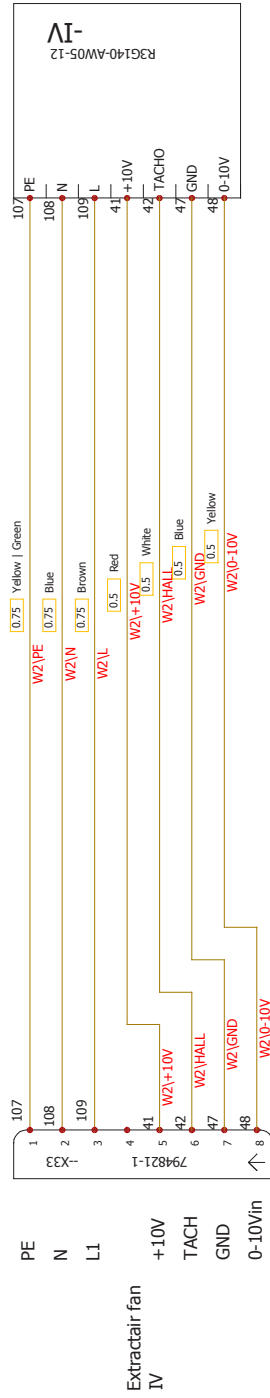 -IV
R3G140-AW05-12
107
PE
108
N
109
L
41
+10V
42
TACHO
47
GND
48
0-10V
0.75 Yellow | Green
0.75 Blue
0.75 Brown
0.5 Red
0.5 White
0.5 Blue
0.5 Yellow
W2\PE
W2\N
W2\L
W2\+10V
W2\HALL
W2\GND
W2\0-10V
W2\+10V
W2\HALL
W2\GND
W2\0-10V
107
108
109
41
42
47
48
1
2
3
4
5
6
7
8
--X33
794821-1
PE
N
L1
Extractair fan
IV
+10V
TACH
GND
0-10Vin